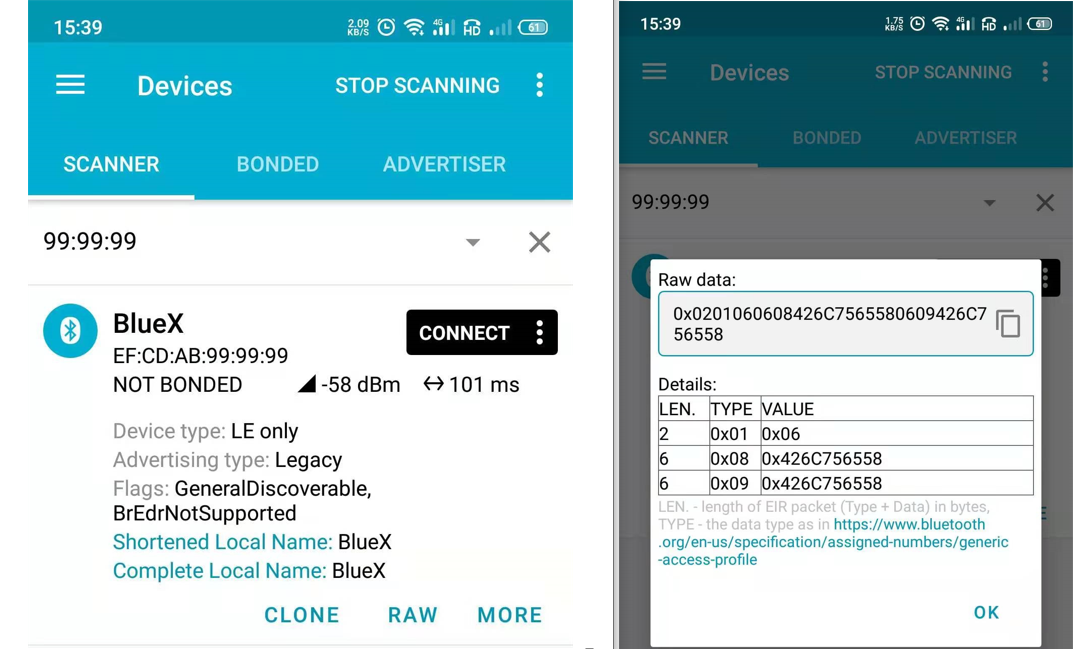 15:39
2.09 KB/S 4G HD 61
Devices STOP SCANNING
SCANNER BONDED ADVERTISER
99:99:99
BlueX
CONNECT
EF:CD:AB:99:99:99
NOT BONDED -58 dBm 101 ms
Device type: LE only
Advertising type: Legacy
Flags: GeneralDiscoverable,
BrEdrNotSupported
Shortened Local Name: BlueX
Complete Local Name: BlueX
CLONE RAW MORE
15:39
1.75 KB/S 4G HD 61
Devices STOP SCANNING
SCANNER BONDED ADVERTISER
99:99:99
Raw data:
0x0201060608426C7565580609426C7
56558
Details:
LEN. TYPE VALUE
2 0x01 0x06
6 0x08 0x426C756558
6 0x09 0x426C756558
LEN. - length of EIR packet (Type + Data) in bytes,
TYPE - the data type as in https://www.bluetooth
.org/en-us/specification/assigned-numbers/generic
-access-profile
E
OK